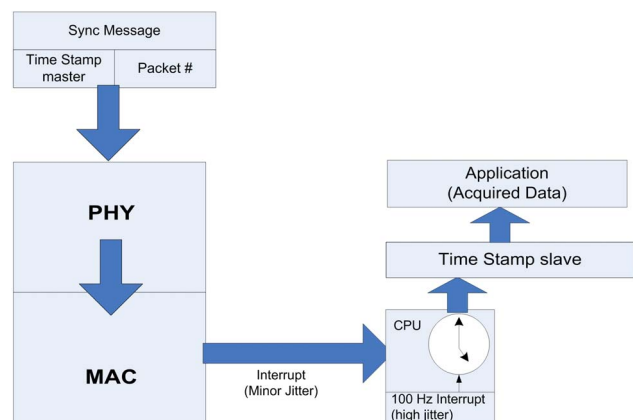 Sync Message
Time Stamp
master
Packet #
PHY
MAC
Interrupt
(Minor Jitter)
Application
(Acquired Data)
Time Stamp slave
CPU
100 Hz Interrupt
(high jitter)